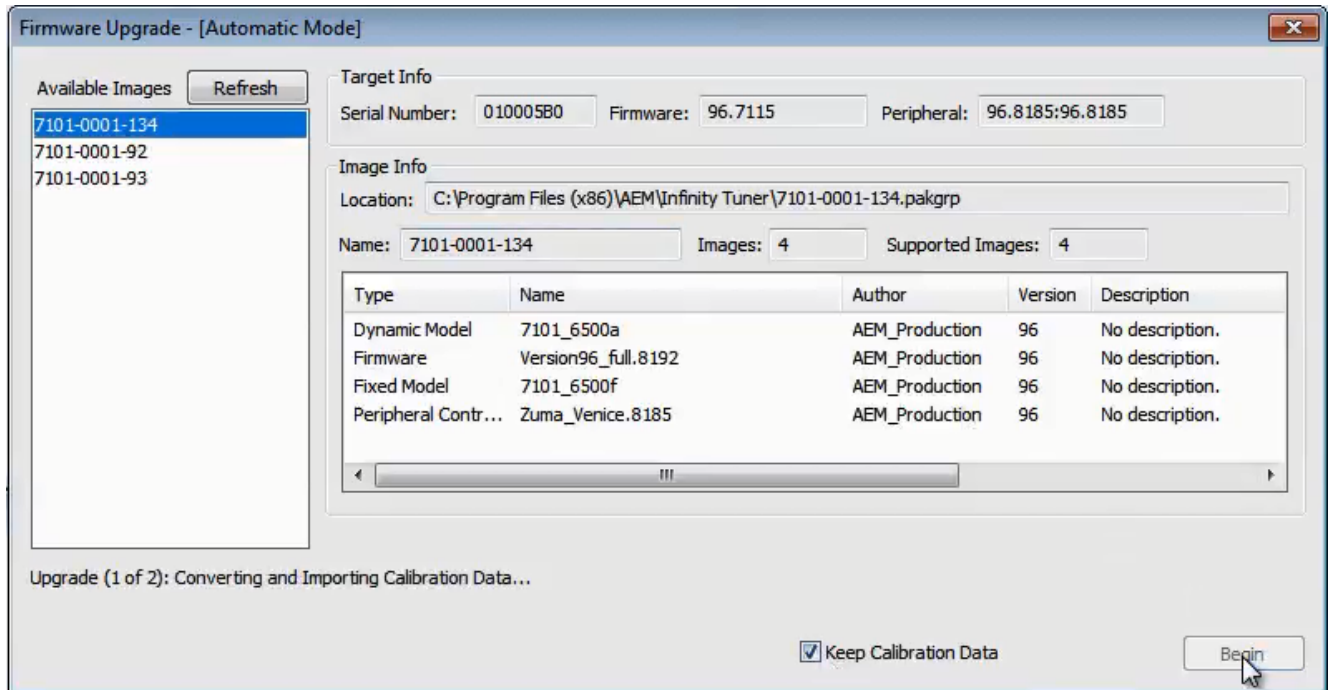 Firmware Upgrade - [Automatic Mode]
Available Images Refresh
7101-0001-134
7101-0001-92
7101-0001-93
Target Info
Serial Number: 010005B0 Firmware: 96.7115 Peripheral: 96.8185:96.8185
Image Info
Location: C:\Program Files (x86)\AEM\Infinity Tuner\7101-0001-134.pakgrp
Name: 7101-0001-134 Images: 4 Supported Images: 4
Type Name Author Version Description
Dynamic Model 7101_6500a AEM_Production 96 No description.
Firmware Version96_full.8192 AEM_Production 96 No description.
Fixed Model 7101_6500f AEM_Production 96 No description.
Peripheral Contr... Zuma_Venice.8185 AEM_Production 96 No description.
Upgrade (1 of 2): Converting and Importing Calibration Data...
Keep Calibration Data Begin